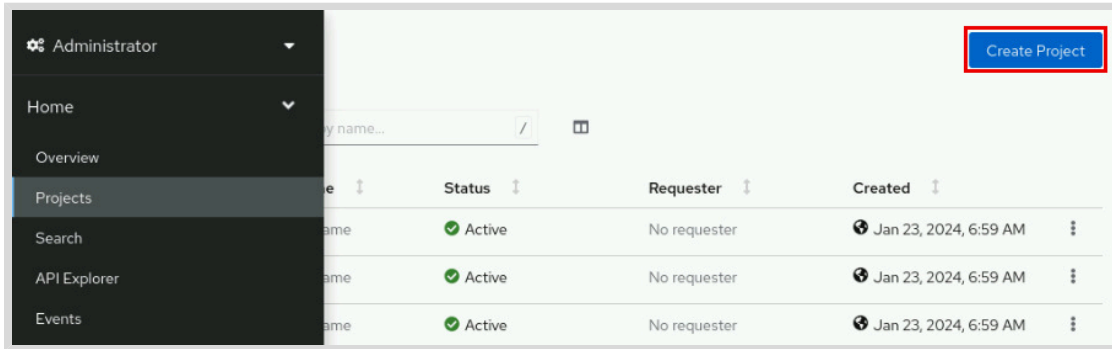 Administrator
Create Project
Home
by name... /
Overview
Projects
Status Requester Created
Search
Active No requester Jan 23, 2024, 6:59 AM
API Explorer
Active No requester Jan 23, 2024, 6:59 AM
Events
Active No requester Jan 23, 2024, 6:59 AM